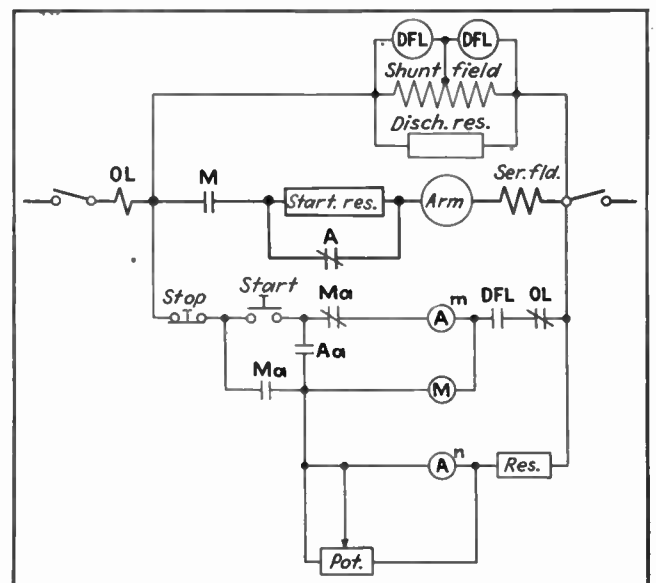 DFL DFL
Shunt field
Disch. res.
OL M Start. res. Arm Ser. fld.
A
Stop Start Ma A m DFL OL
Aa
Ma M
A n Res.
Pot.